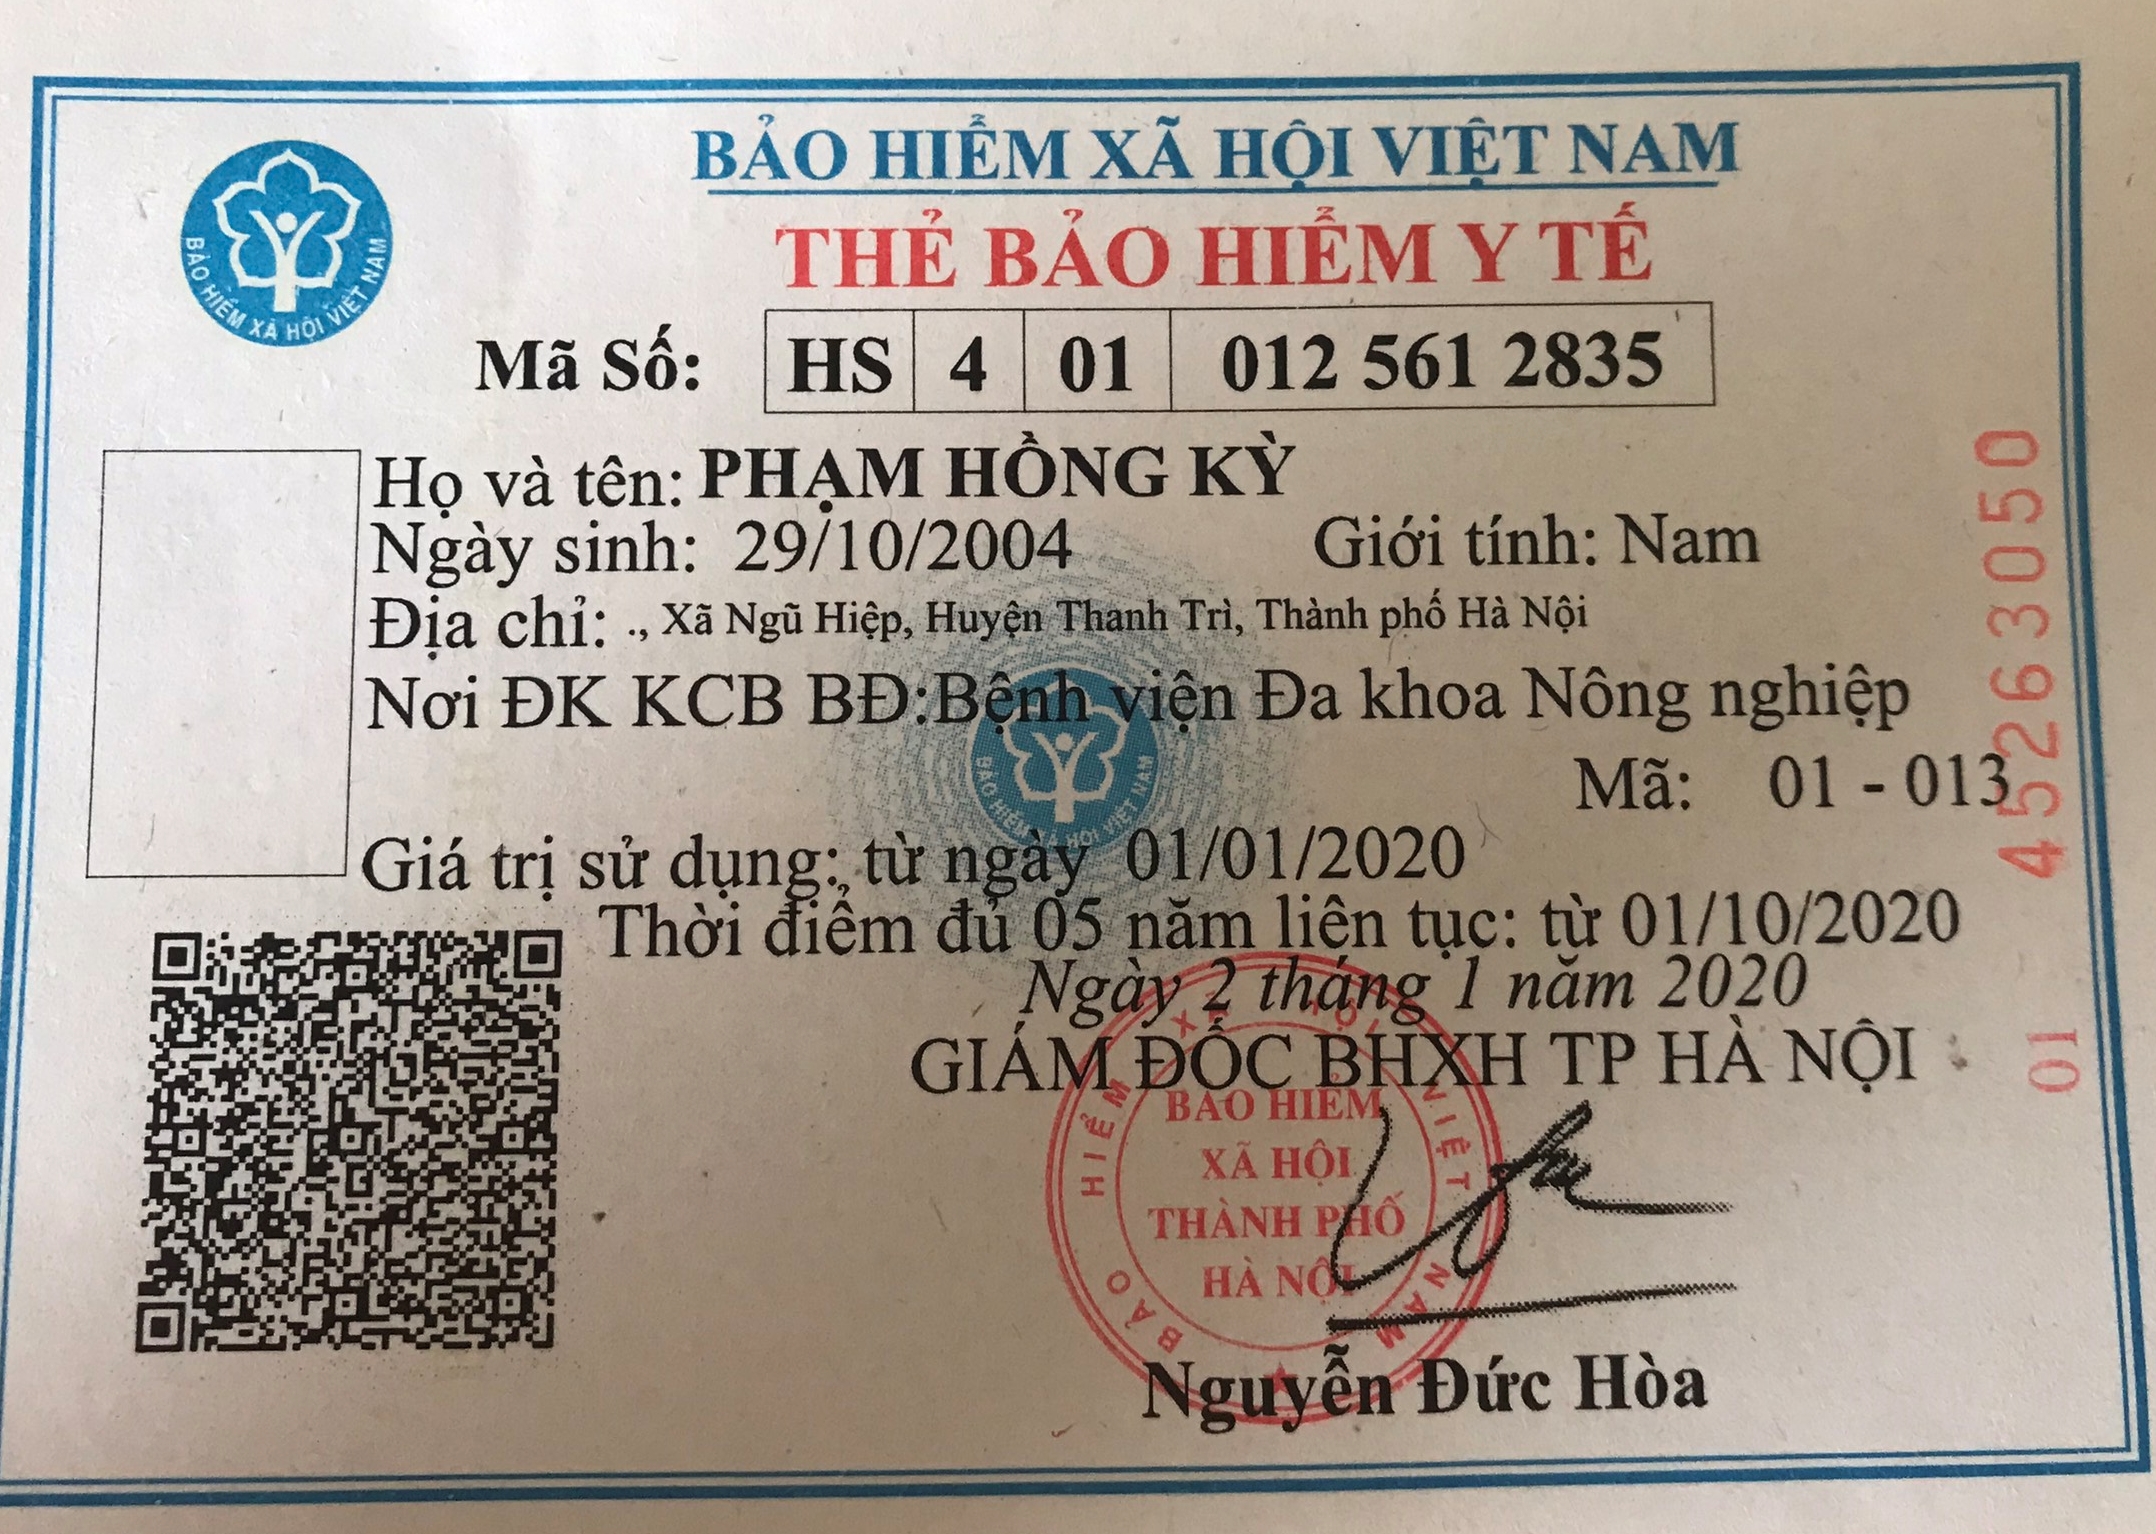 BẢO HIỂM XÃ HỘI VIỆT NAM
THẺ BẢO HIỂM Y TẾ
BẢO HIỂM XÃ HỘI VIỆT NAM
Mã Số: HS 4 01 012 561 2835
Họ và tên: PHẠM HỒNG KỲ
Ngày sinh: 29/10/2004 Giới tính: Nam
Địa chỉ: ., Xã Ngũ Hiệp, Huyện Thanh Trì, Thành phố Hà Nội
Nơi ĐK KCB BĐ:Bệnh viện Đa khoa Nông nghiệp
Mã: 01 - 013
BẢO HIỂM XÃ HỘI VIỆT NAM
Giá trị sử dụng: từ ngày 01/01/2020
Thời điểm đủ 05 năm liên tục: từ 01/10/2020
Ngày 2 tháng 1 năm 2020
GIÁM ĐỐC BHXH TP HÀ NỘI
BẢO HIỂM XÃ HỘI VIỆT NAM
BẢO HIỂM
XÃ HỘI
THÀNH PHỐ
HÀ NỘI
Nguyễn Đức Hòa
01 45263050